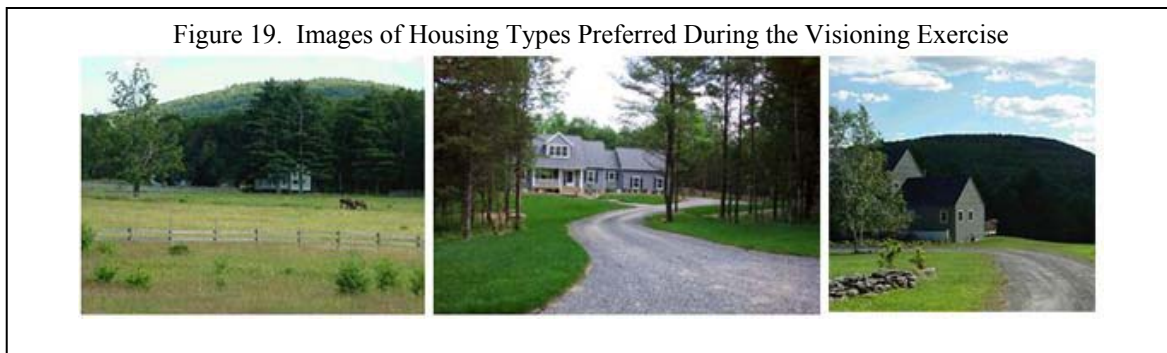 Figure 19.  Images of Housing Types Preferred During the Visioning Exercise